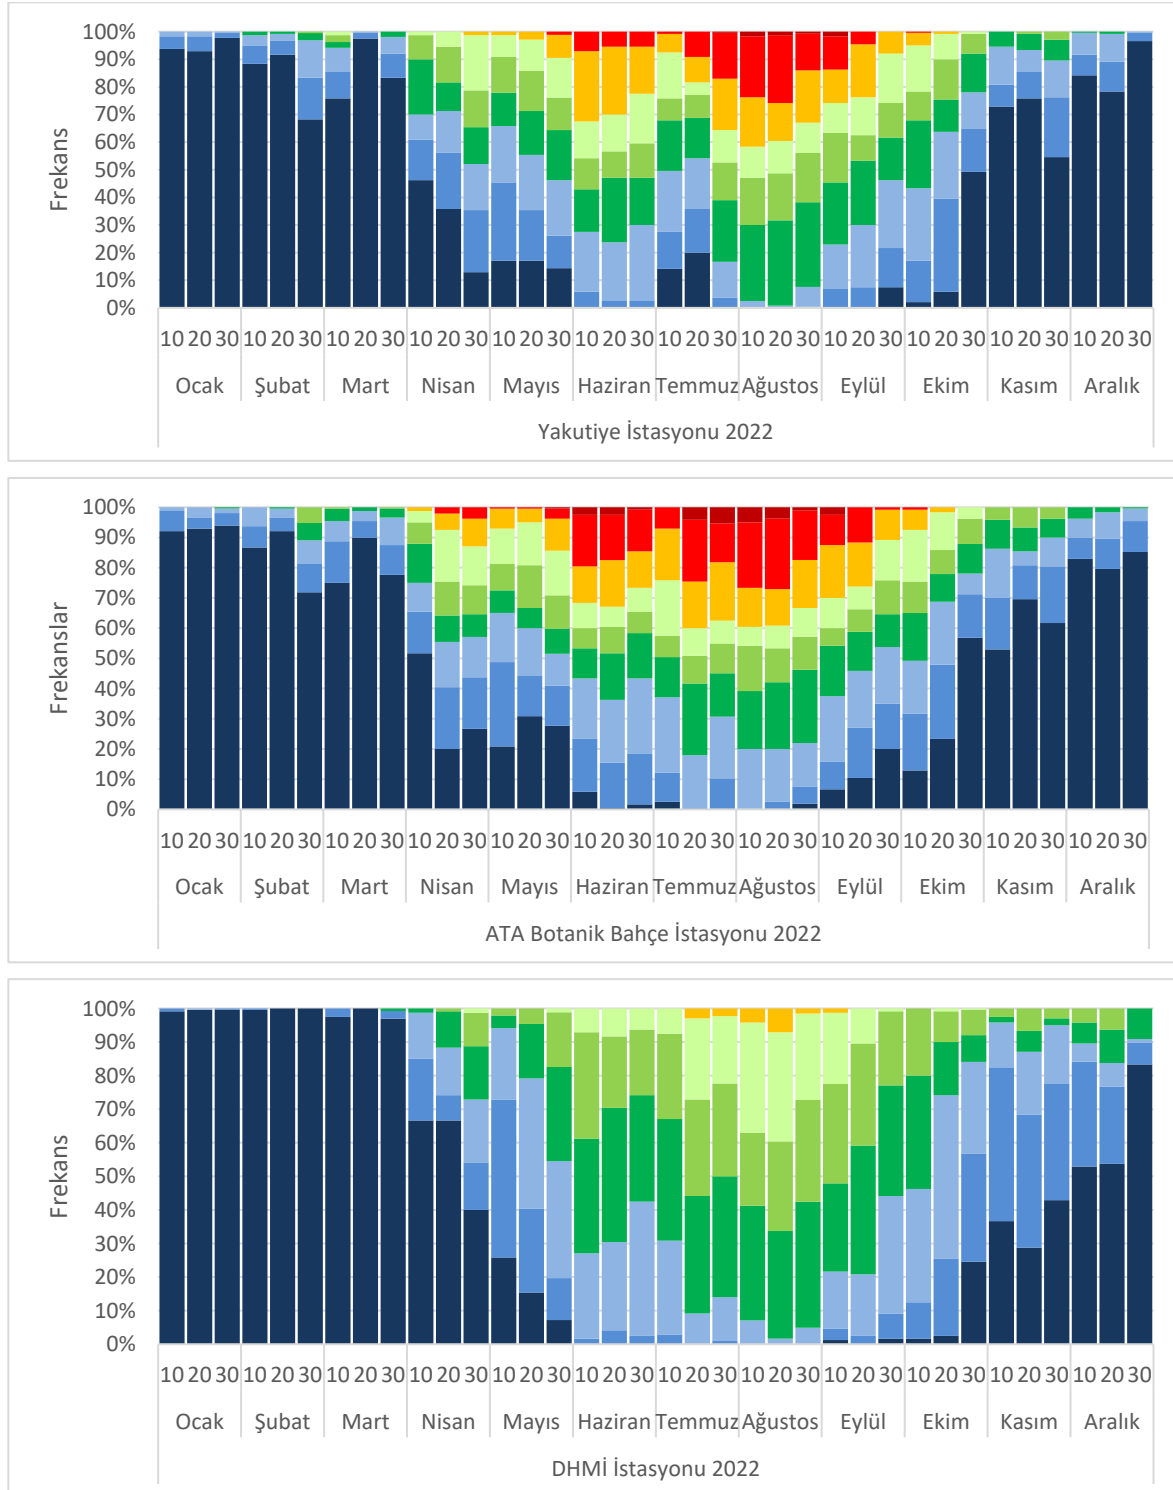 100%
90%
80%
70%
60%
50%
40%
30%
20%
10%
0%
Frekans
10 20 30 10 20 30 10 20 30 10 20 30 10 20 30 10 20 30 10 20 30 10 20 30 10 20 30 10 20 30 10 20 30 10 20 30
Ocak Şubat Mart Nisan Mayıs Haziran Temmuz Ağustos Eylül Ekim Kasım Aralık
Yakutiye İstasyonu 2022
100%
90%
80%
70%
60%
50%
40%
30%
20%
10%
0%
Frekanslar
10 20 30 10 20 30 10 20 30 10 20 30 10 20 30 10 20 30 10 20 30 10 20 30 10 20 30 10 20 30 10 20 30 10 20 30
Ocak Şubat Mart Nisan Mayıs Haziran Temmuz Ağustos Eylül Ekim Kasım Aralık
ATA Botanik Bahçe İstasyonu 2022
100%
90%
80%
70%
60%
50%
40%
30%
20%
10%
0%
Frekans
10 20 30 10 20 30 10 20 30 10 20 30 10 20 30 10 20 30 10 20 30 10 20 30 10 20 30 10 20 30 10 20 30 10 20 30
Ocak Şubat Mart Nisan Mayıs Haziran Temmuz Ağustos Eylül Ekim Kasım Aralık
DHMİ İstasyonu 2022